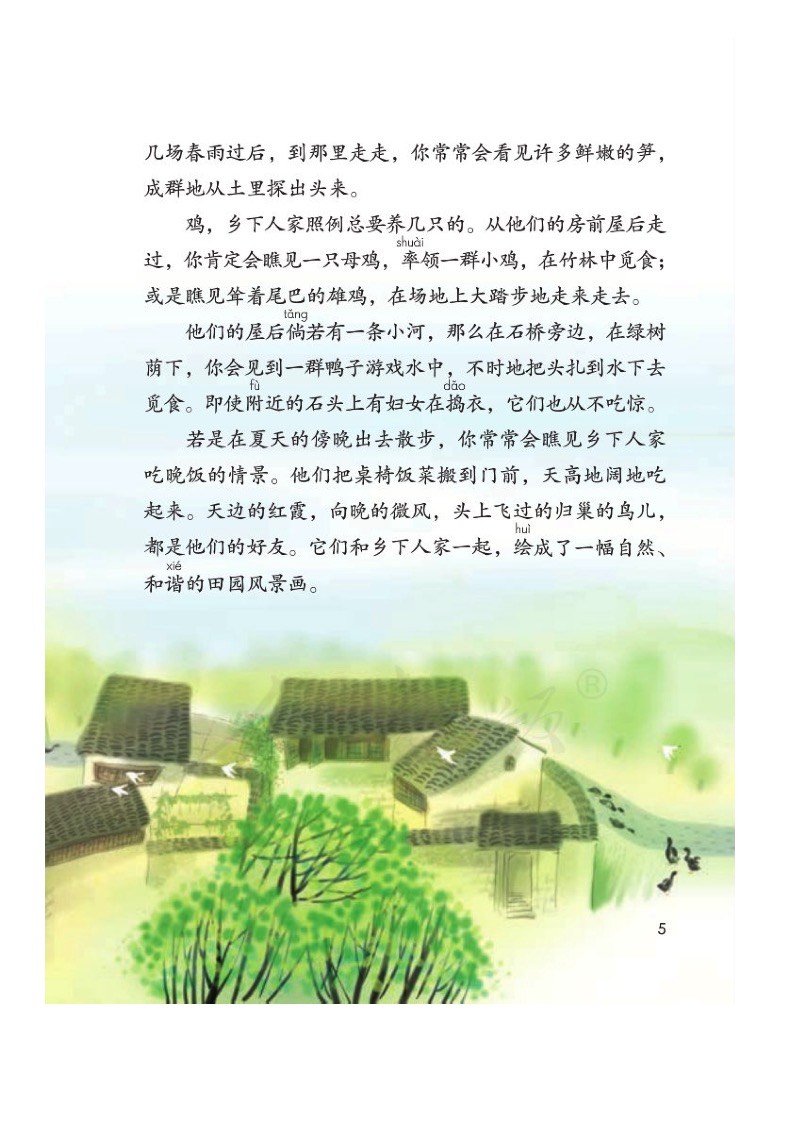 几场春雨过后，到那里走走，你常常会看见许多鲜嫩的笋，
成群地从土里探出头来。
鸡，乡下人家照例总要养几只的。从他们的房前屋后走
shuài
过，你肯定会瞧见一只母鸡，率领一群小鸡，在竹林中觅食；
或是瞧见耸着尾巴的雄鸡，在场地上大踏步地走来走去。
tǎng
他们的屋后倘若有一条小河，那么在石桥旁边，在绿树
荫下，你会见到一群鸭子游戏水中，不时地把头扎到水下去
fù dǎo
觅食。即使附近的石头上有妇女在捣衣，它们也从不吃惊。
若是在夏天的傍晚出去散步，你常常会瞧见乡下人家
吃晚饭的情景。他们把桌椅饭菜搬到门前，天高地阔地吃
起来。天边的红霞，向晚的微风，头上飞过的归巢的鸟儿，
huì
都是他们的好友。它们和乡下人家一起，绘成了一幅自然、
xié
和谐的田园风景画。
®
5